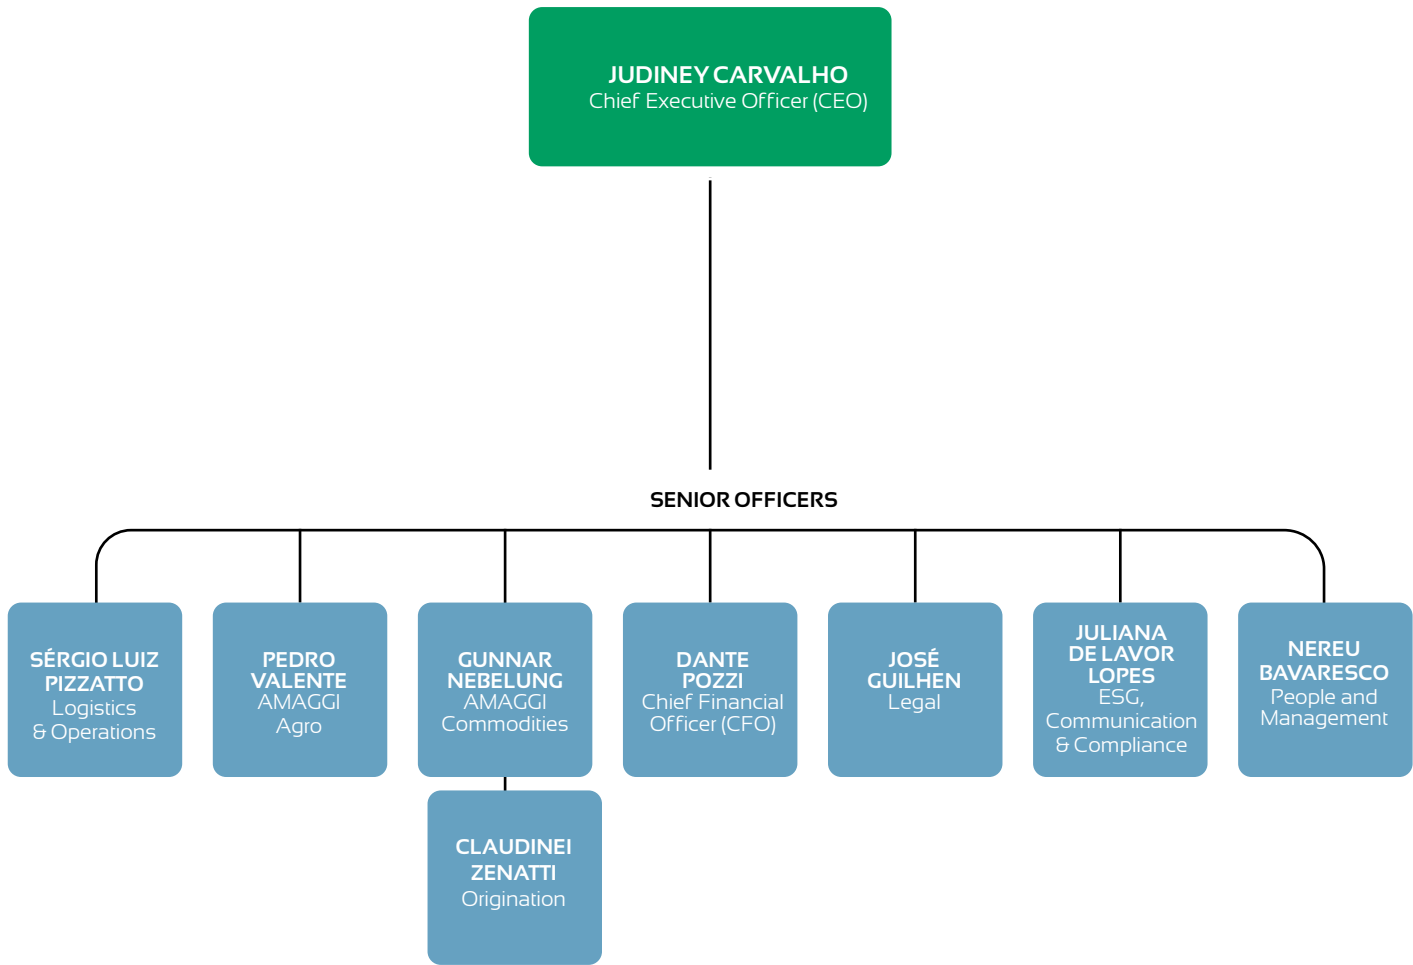 JUDINEY CARVALHO
Chief Executive Officer (CEO)
SENIOR OFFICERS
SÉRGIO LUIZ
PIZZATTO
Logistics
& Operations
PEDRO
VALENTE
AMAGGI
Agro
GUNNAR
NEBELUNG
AMAGGI
Commodities
DANTE
POZZI
Chief Financial
Officer (CFO)
JOSÉ
GUILHEN
Legal
JULIANA
DE LAVOR
LOPES
ESG,
Communication
& Compliance
NEREU
BAVARESCO
People and
Management
CLAUDINEI
ZENATTI
Origination